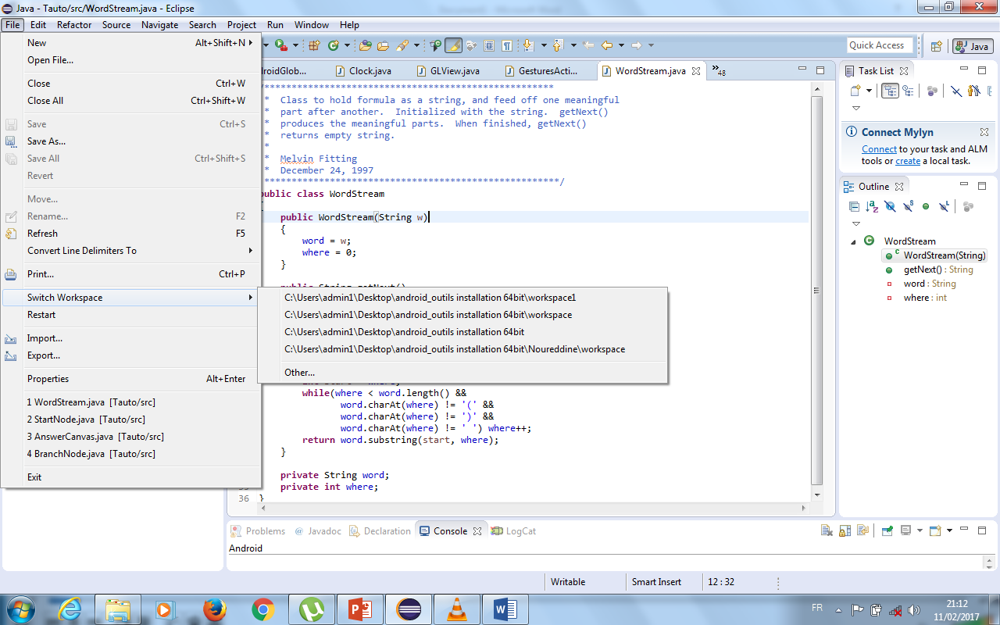 Java - Tauto/src/WordStream.java - Eclipse
File Edit Refactor Source Navigate Search Project Run Window Help
New Alt+Shift+N
Open File...
Close Ctrl+W
Close All Ctrl+Shift+W
Save Ctrl+S
Save As...
Save All Ctrl+Shift+S
Revert
Move...
Rename... F2
Refresh F5
Convert Line Delimiters To
Print... Ctrl+P
Switch Workspace
Restart
Import...
Export...
Properties Alt+Enter
1 WordStream.java [Tauto/src]
2 StartNode.java [Tauto/src]
3 AnswerCanvas.java [Tauto/src]
4 BranchNode.java [Tauto/src]
Exit
C:\Users\admin1\Desktop\android_outils installation 64bit\workspace1
C:\Users\admin1\Desktop\android_outils installation 64bit\workspace
C:\Users\admin1\Desktop\android_outils installation 64bit
C:\Users\admin1\Desktop\android_outils installation 64bit\Noureddine\workspace
Other...
Quick Access Java
roidGlob... Clock.java GLView.java GesturesActi... WordStream.java 48
* Class to hold formula as a string, and feed off one meaningful
* part after another. Initialized with the string. getNext()
* produces the meaningful parts. When finished, getNext()
* returns empty string.
*
* Melvin Fitting
* December 24, 1997
*****************************************************/
public class WordStream
public WordStream(String w)
{
word = w;
where = 0;
}
public String getNext()
while(where < word.length() &&
word.charAt(where) != '(' &&
word.charAt(where) != ')' &&
word.charAt(where) != ' ') where++;
return word.substring(start, where);
}
private String word;
private int where;
36 }
Task List
Connect Mylyn
Connect to your task and ALM
tools or create a local task.
Outline
WordStream
WordStream(String)
getNext() : String
word : String
where : int
Problems Javadoc Declaration Console LogCat
Android
Writable Smart Insert 12 : 32
FR 21:12
11/02/2017